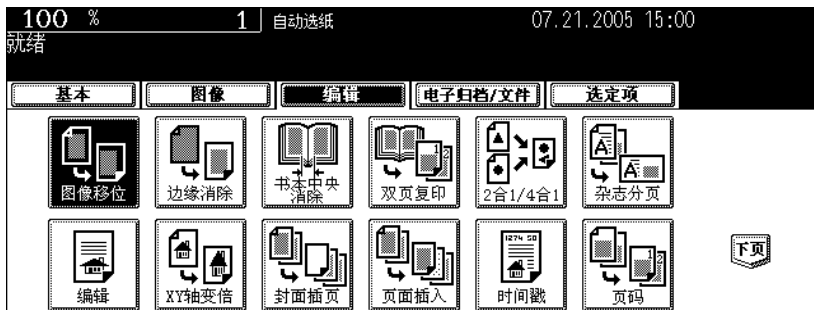 100 % 1 自动选纸 07.21.2005 15:00
就绪
基本 图像 编辑 电子归档/文件 选定项
图像移位 边缘消除 书本中央消除 双页复印 2合1/4合1 杂志分页
下页
编辑 XY轴变倍 封面插页 页面插入 时间戳 页码